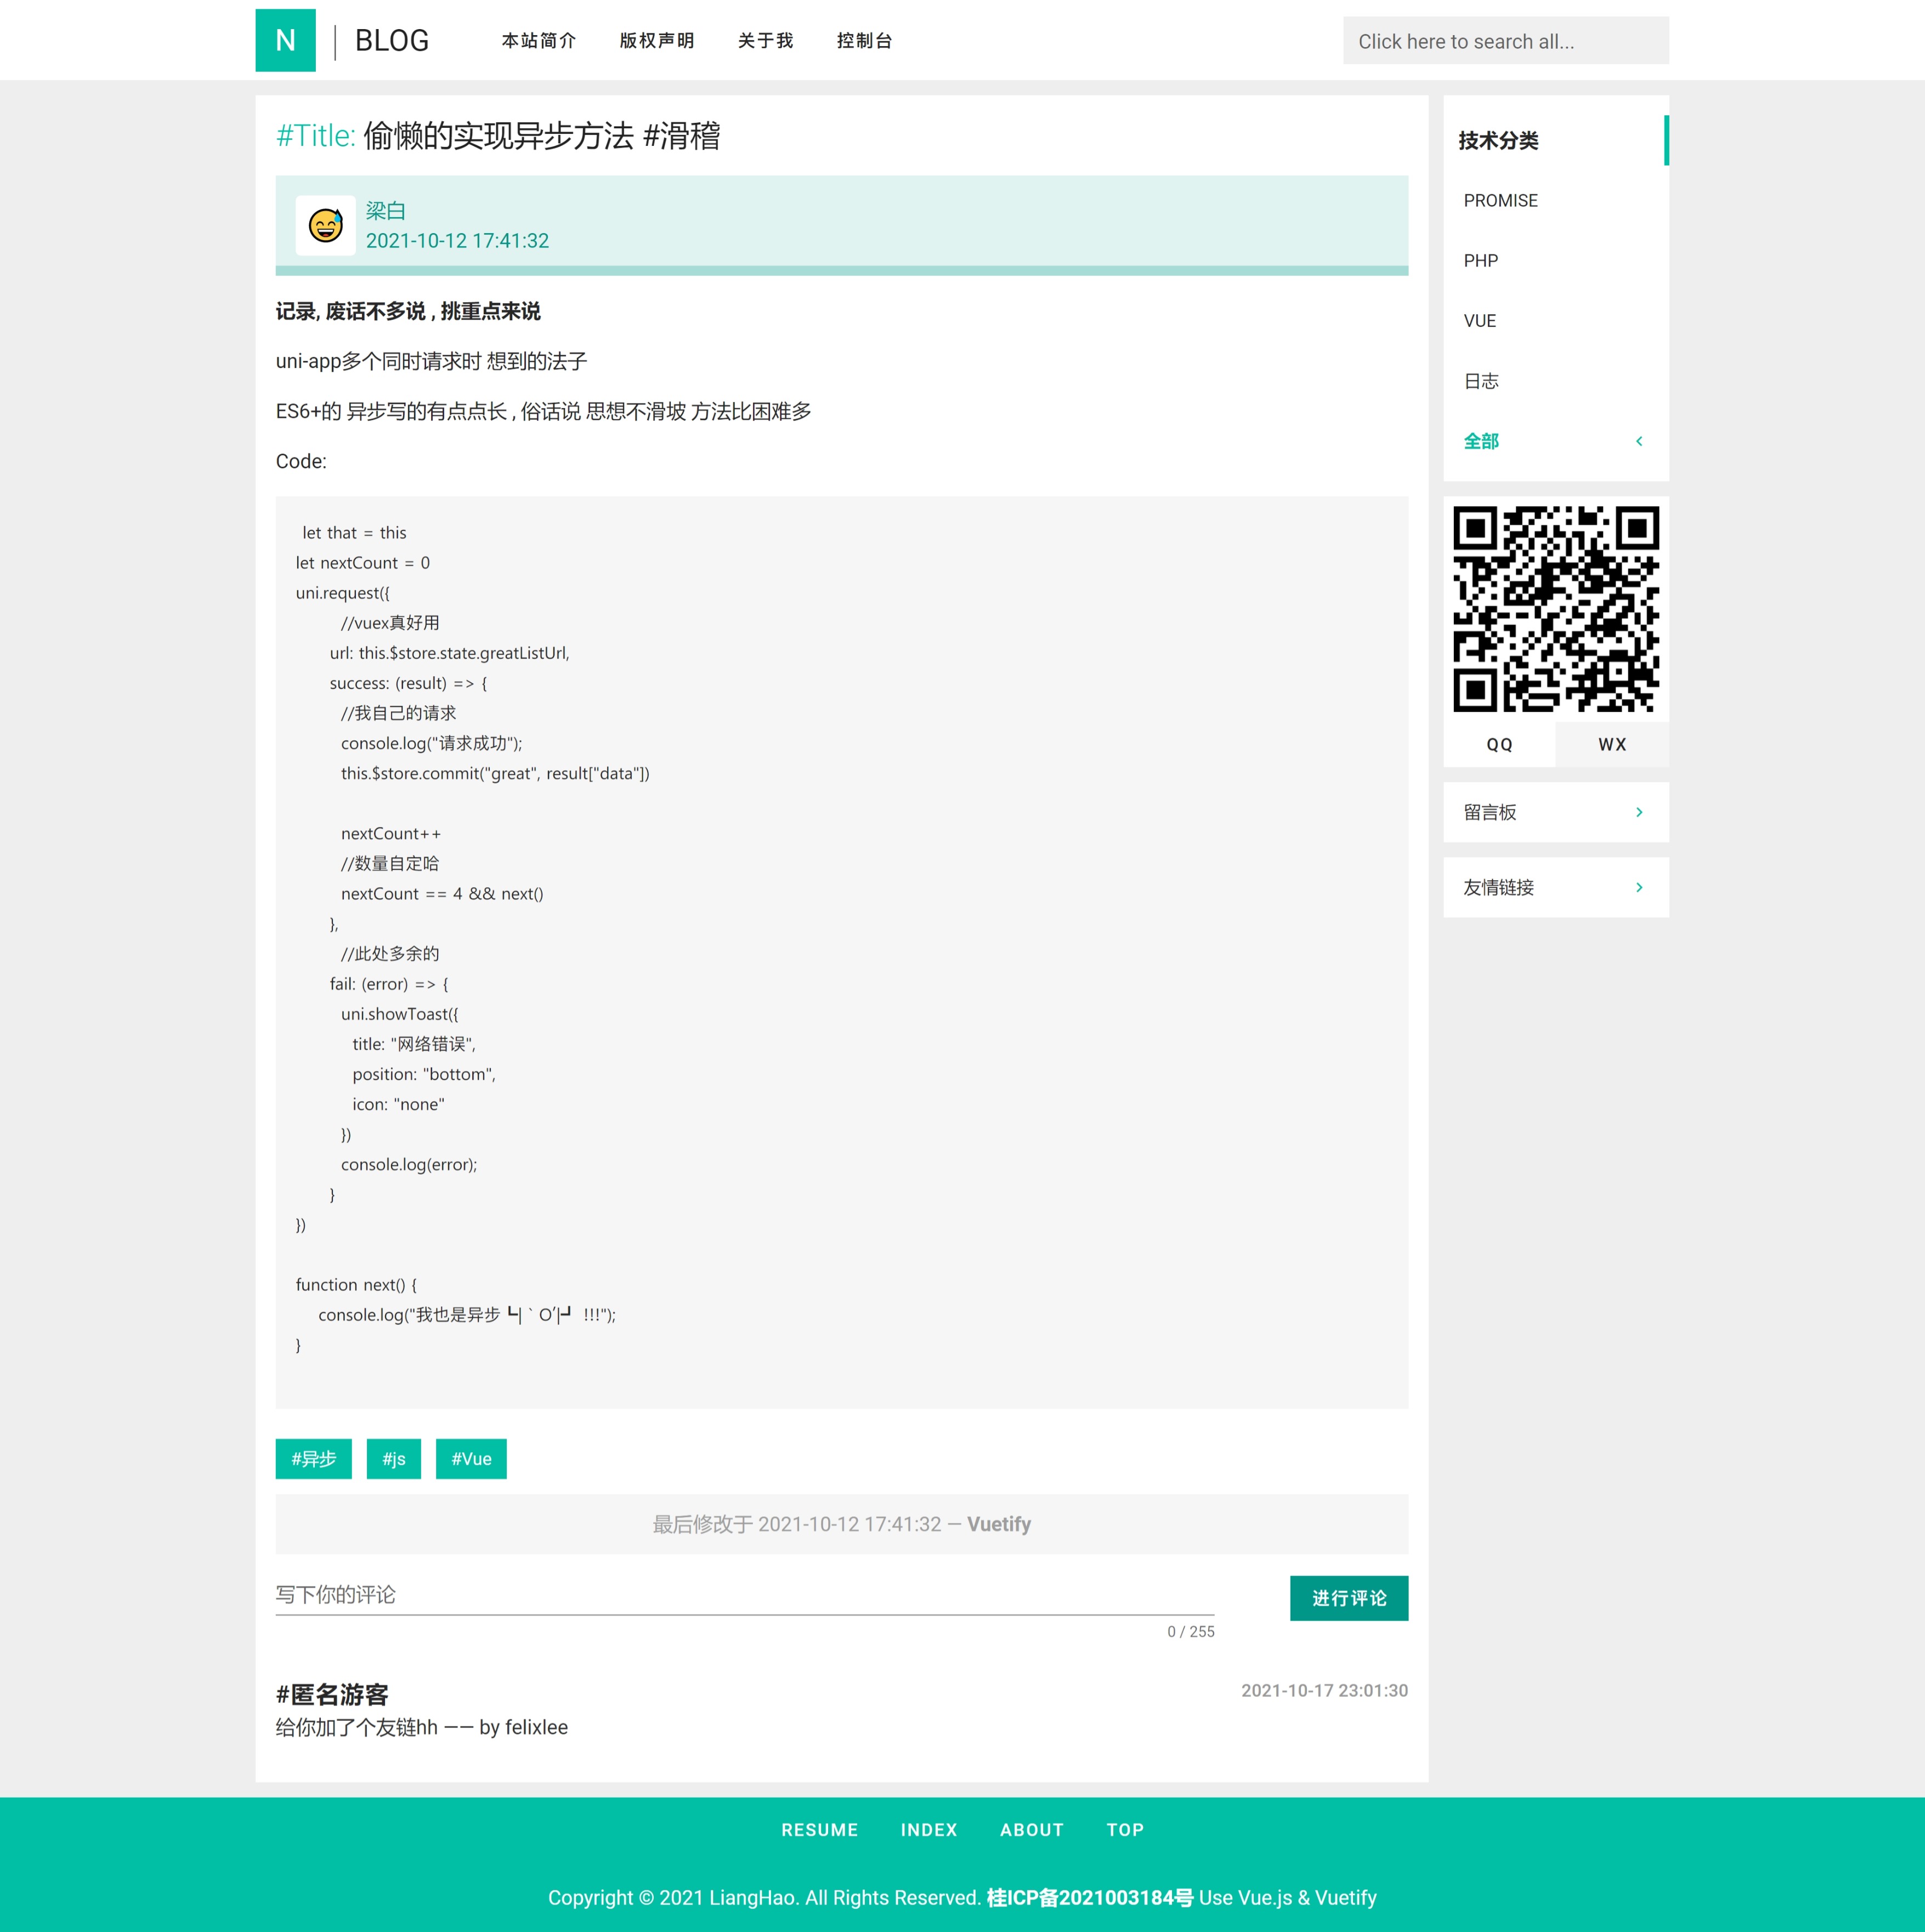 N | BLOG 本站简介 版权声明 关于我 控制台 Click here to search all...
#Title: 偷懒的实现异步方法 #滑稽
梁白
2021-10-12 17:41:32
记录, 废话不多说 , 挑重点来说
uni-app多个同时请求时 想到的法子
ES6+的 异步写的有点点长 , 俗话说 思想不滑坡 方法比困难多
Code:
let that = this
let nextCount = 0
uni.request({
//vuex真好用
url: this.$store.state.greatListUrl,
success: (result) => {
//我自己的请求
console.log("请求成功");
this.$store.commit("great", result["data"])
nextCount++
//数量自定哈
nextCount == 4 && next()
},
//此处多余的
fail: (error) => {
uni.showToast({
title: "网络错误",
position: "bottom",
icon: "none"
})
console.log(error);
}
})
function next() {
console.log("我也是异步┗|｀O′|┛ !!!");
}
#异步 #js #Vue
最后修改于 2021-10-12 17:41:32 — Vuetify
写下你的评论
进行评论
0 / 255
#匿名游客
2021-10-17 23:01:30
给你加了个友链hh —— by felixlee
技术分类
PROMISE
PHP
VUE
日志
全部
QQ WX
留言板
友情链接
RESUME INDEX ABOUT TOP
Copyright © 2021 LiangHao. All Rights Reserved. 桂ICP备2021003184号 Use Vue.js & Vuetify